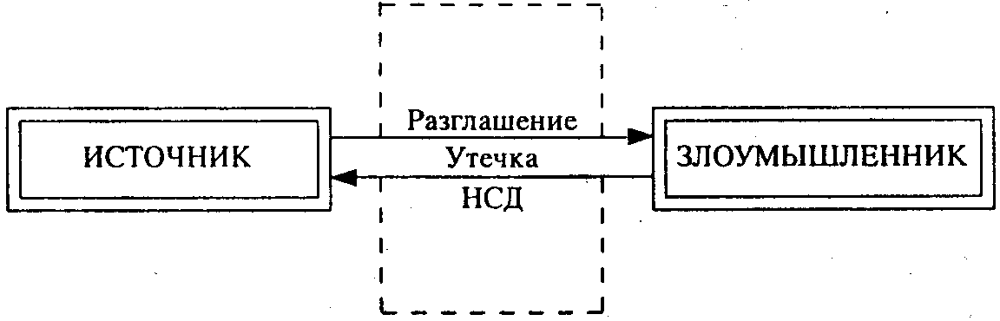 Разглашение
ИСТОЧНИК
Утечка
ЗЛОУМЫШЛЕННИК
НСД